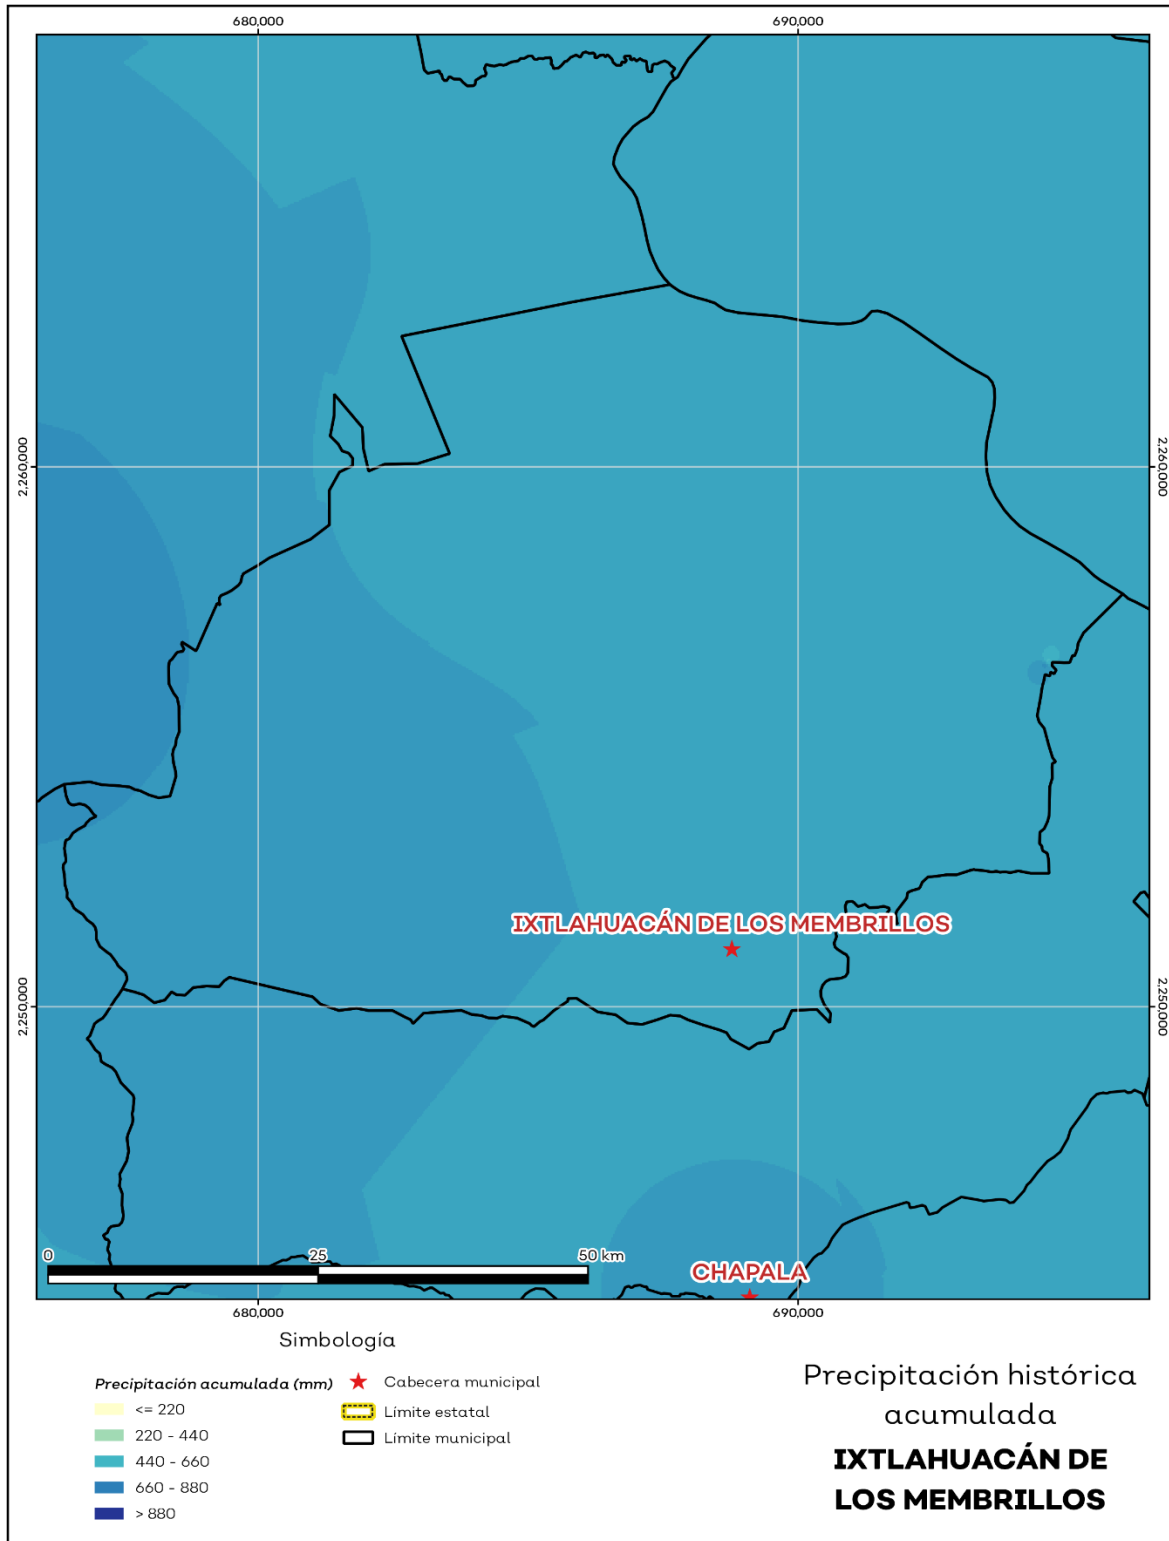 680,000
690,000
2,260,000
2,260,000
IXTLAHUACÁN DE LOS MEMBRILLOS
2,250,000
2,250,000
0
25
50 km
CHAPALA
680,000
690,000
Simbología
Precipitación acumulada (mm)
<= 220
220 - 440
440 - 660
660 - 880
> 880
Cabecera municipal
Límite estatal
Límite municipal
Precipitación histórica
acumulada
IXTLAHUACÁN DE
LOS MEMBRILLOS